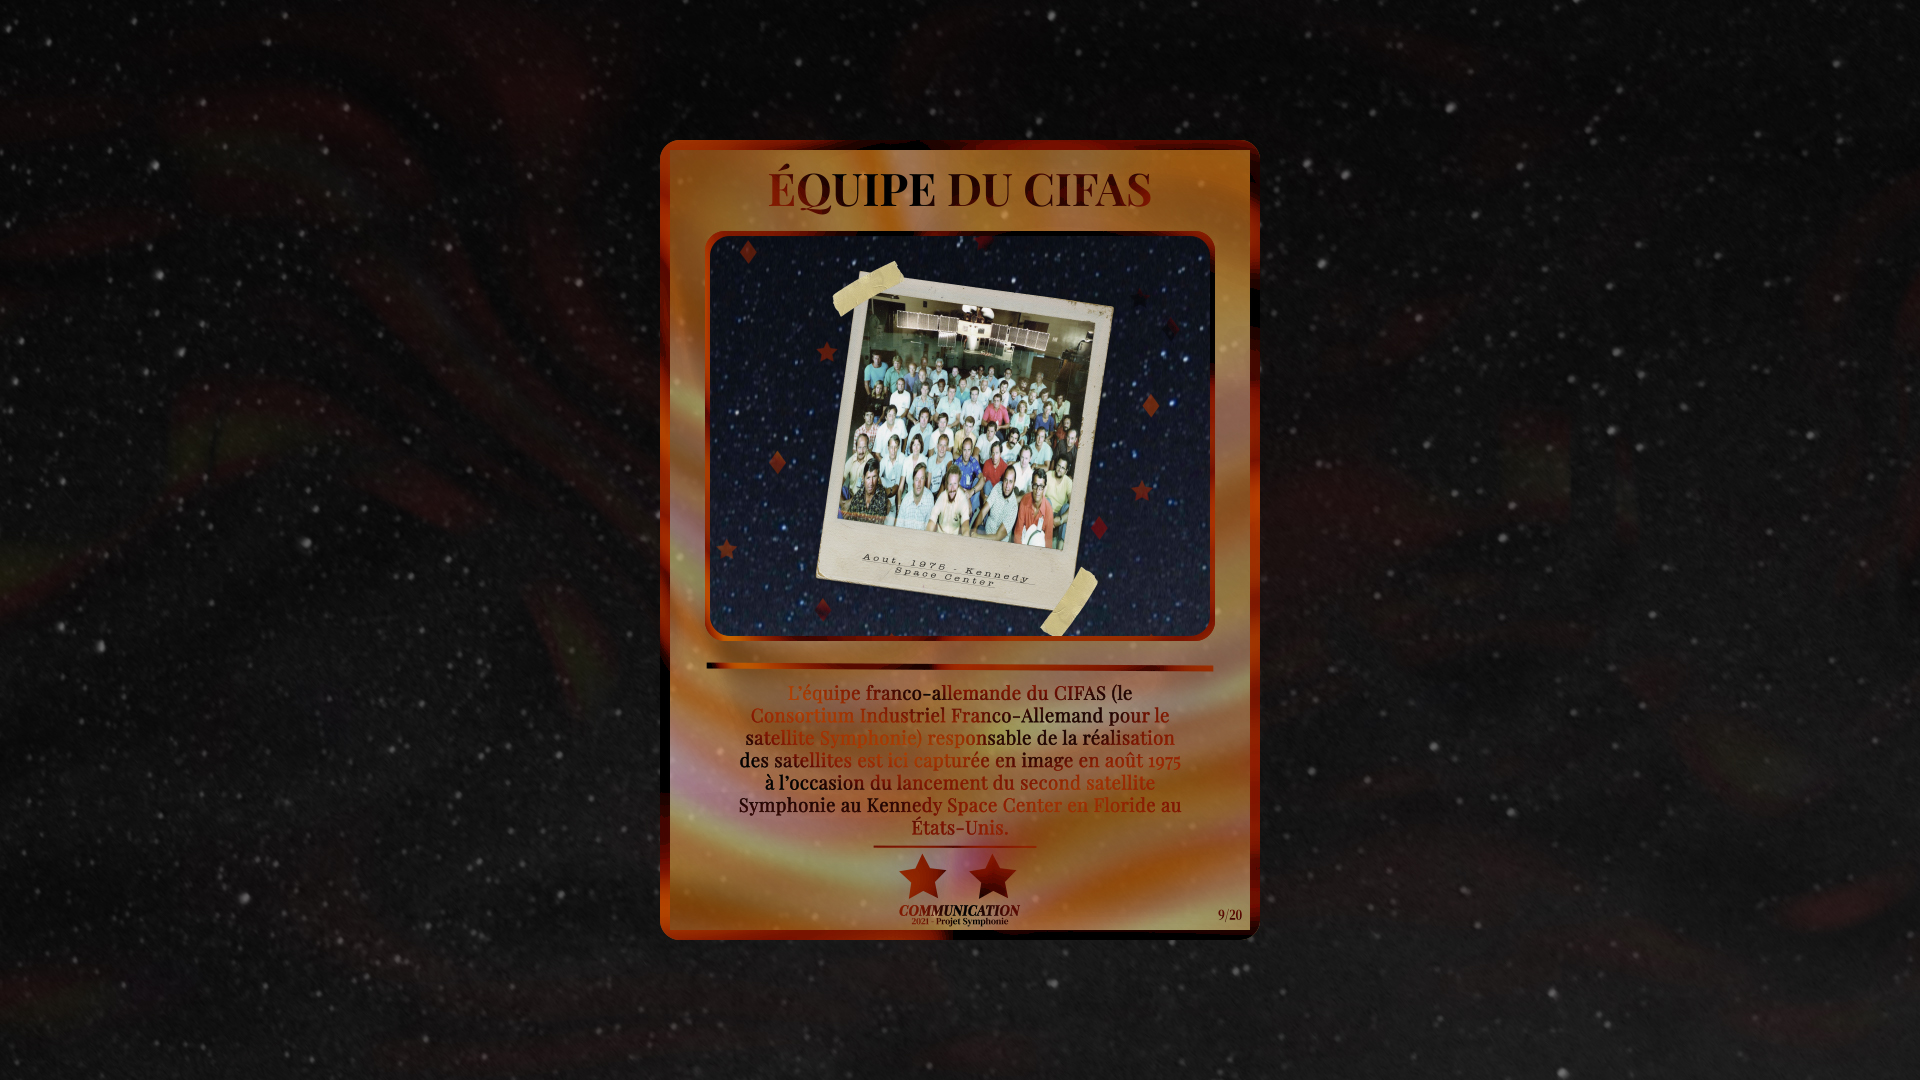 ÉQUIPE DU CIFAS
Aout, 1975 - Kennedy
Space Center
L'équipe franco-allemande du CIFAS (le
Consortium Industriel Franco-Allemand pour le
satellite Symphonie) responsable de la réalisation
des satellites est ici capturée en image en août 1975
à l'occasion du lancement du second satellite
Symphonie au Kennedy Space Center en Floride au
États-Unis.
COMMUNICATION
2021 - Projet Symphonie
9/20